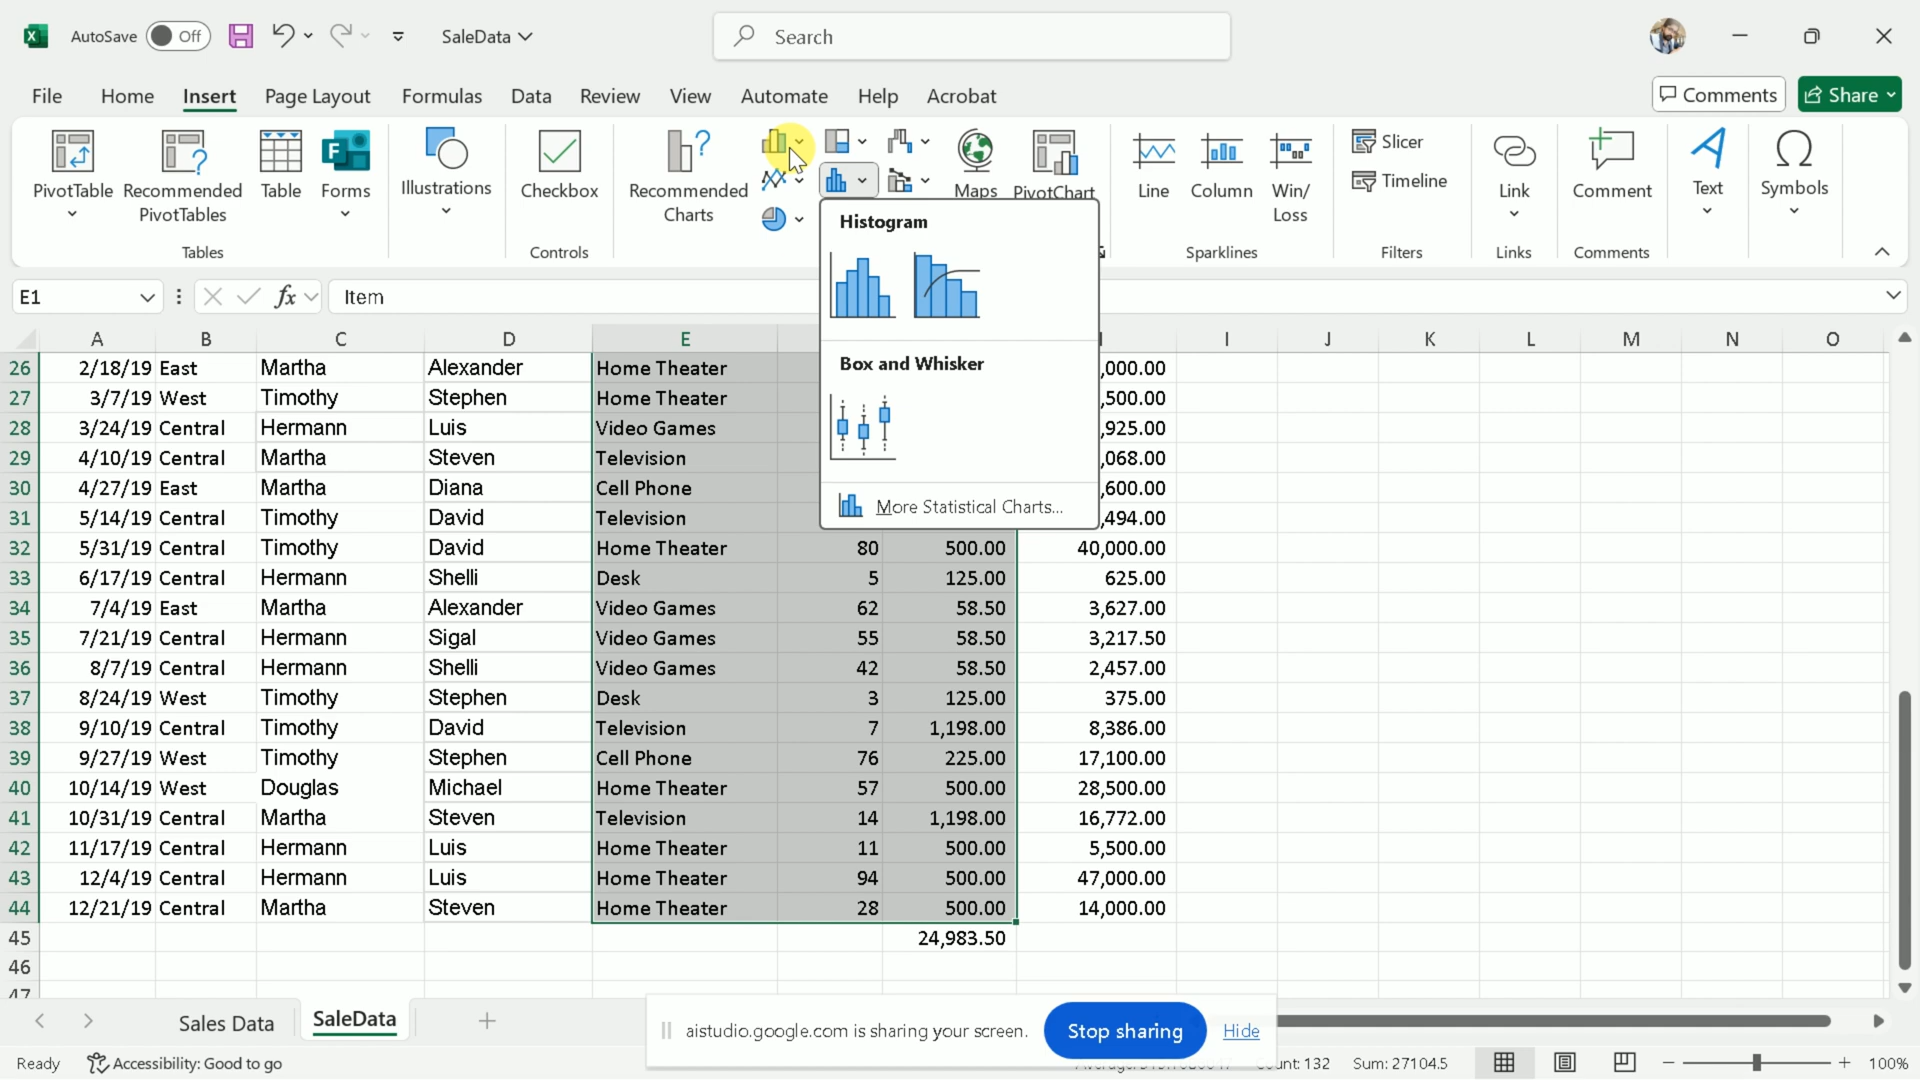 AutoSave Off SaleData Search
File Home Insert Page Layout Formulas Data Review View Automate Help Acrobat Comments Share
PivotTable Recommended PivotTables Table Forms Illustrations Checkbox Recommended Charts Maps PivotChart Line Column Win/Loss Slicer Timeline Link Comment Text Symbols
Tables Controls Sparklines Filters Links Comments
Histogram
Box and Whisker
More Statistical Charts...
E1 fx Item
A B C D E I J K L M N O
26 2/18/19 East Martha Alexander Home Theater ,000.00
27 3/7/19 West Timothy Stephen Home Theater ,500.00
28 3/24/19 Central Hermann Luis Video Games ,925.00
29 4/10/19 Central Martha Steven Television ,068.00
30 4/27/19 East Martha Diana Cell Phone ,600.00
31 5/14/19 Central Timothy David Television ,494.00
32 5/31/19 Central Timothy David Home Theater 80 500.00 40,000.00
33 6/17/19 Central Hermann Shelli Desk 5 125.00 625.00
34 7/4/19 East Martha Alexander Video Games 62 58.50 3,627.00
35 7/21/19 Central Hermann Sigal Video Games 55 58.50 3,217.50
36 8/7/19 Central Hermann Shelli Video Games 42 58.50 2,457.00
37 8/24/19 West Timothy Stephen Desk 3 125.00 375.00
38 9/10/19 Central Timothy David Television 7 1,198.00 8,386.00
39 9/27/19 West Timothy Stephen Cell Phone 76 225.00 17,100.00
40 10/14/19 West Douglas Michael Home Theater 57 500.00 28,500.00
41 10/31/19 Central Martha Steven Television 14 1,198.00 16,772.00
42 11/17/19 Central Hermann Luis Home Theater 11 500.00 5,500.00
43 12/4/19 Central Hermann Luis Home Theater 94 500.00 47,000.00
44 12/21/19 Central Martha Steven Home Theater 28 500.00 14,000.00
45 24,983.50
46
47
Sales Data SaleData
aistudio.google.com is sharing your screen. Stop sharing Hide
Ready Accessibility: Good to go Count: 132 Sum: 27104.5 100%